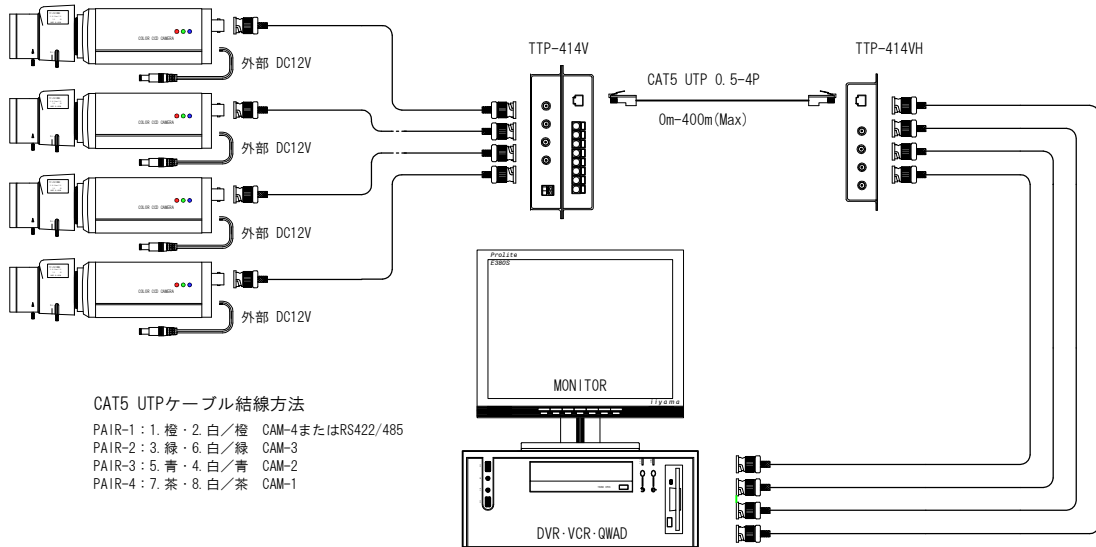 COLOR CCD CAMERA
外部 DC12V
COLOR CCD CAMERA
外部 DC12V
COLOR CCD CAMERA
外部 DC12V
COLOR CCD CAMERA
外部 DC12V
TTP-414V
CAT5 UTP 0.5-4P
0m-400m(Max)
TTP-414VH
Prolite
E380S
MONITOR
iiyama
DVR·VCR·QWAD
CAT5 UTPケーブル結線方法
PAIR-1：1. 橙・2. 白／橙 CAM-4またはRS422/485
PAIR-2：3. 緑・6. 白／緑 CAM-3
PAIR-3：5. 青・4. 白／青 CAM-2
PAIR-4：7. 茶・8. 白／茶 CAM-1